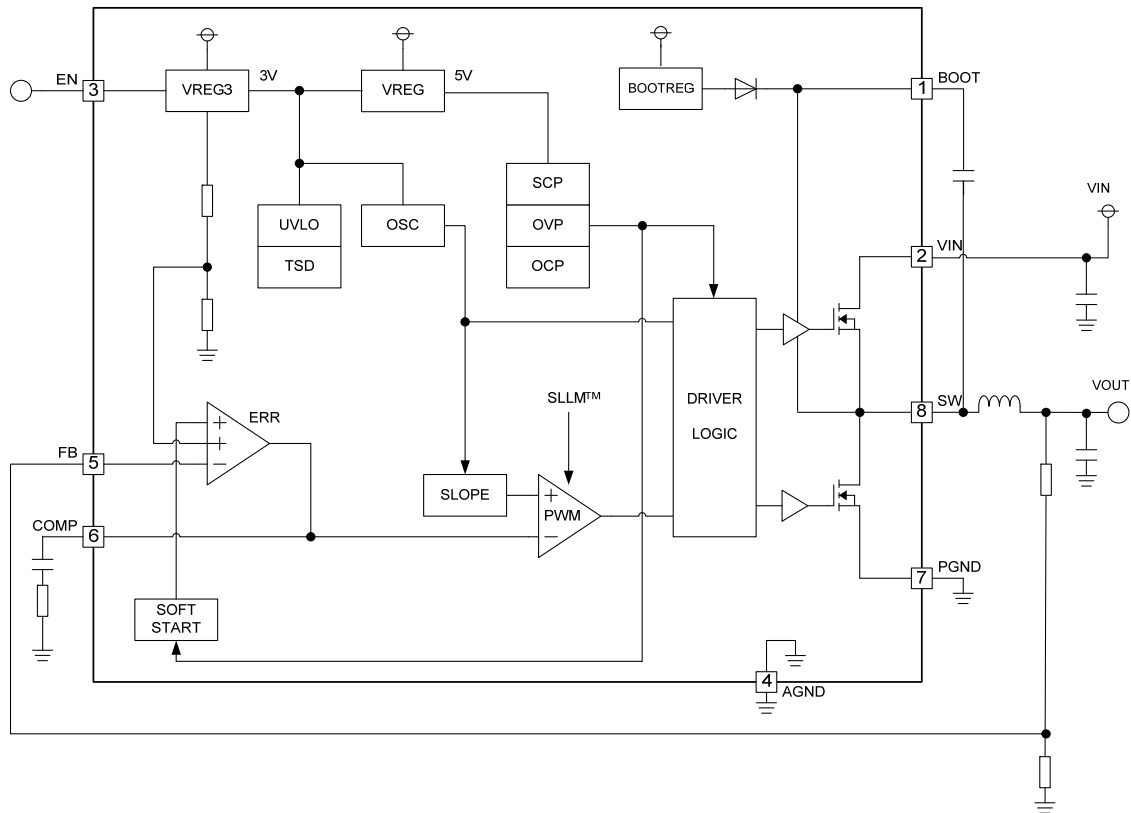 EN
3
VREG3
3V
VREG
5V
BOOTREG
1
BOOT
SCP
OVP
OCP
UVLO
TSD
OSC
VIN
2
VIN
ERR
+
+
−
FB
5
SLLM™
SLOPE
+
PWM
−
DRIVER
LOGIC
8
SW
VOUT
COMP
6
7
PGND
SOFT
START
4
AGND